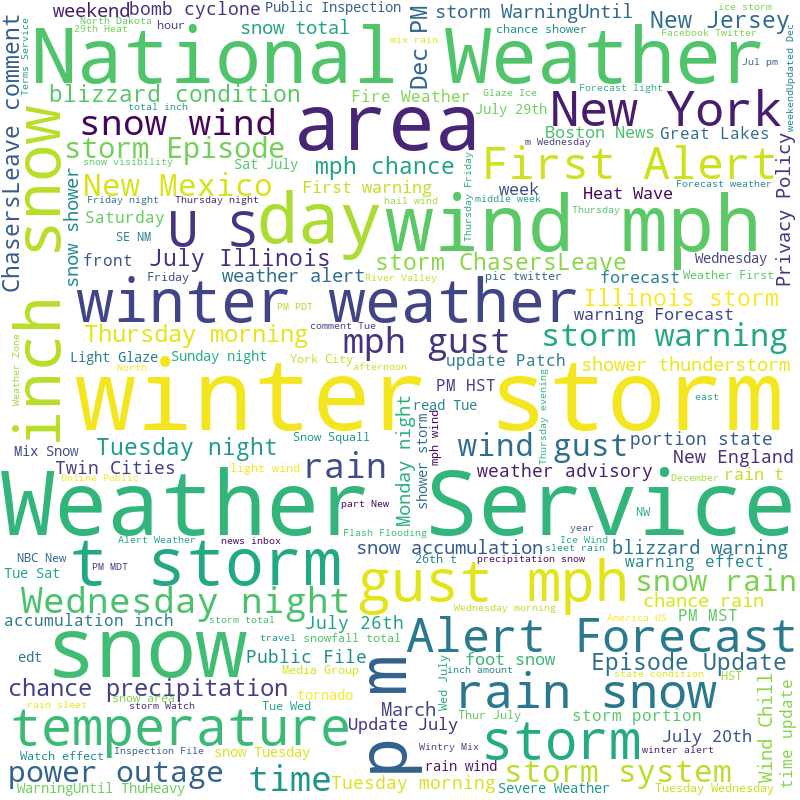 weekend
bomb cyclone
Public Inspection
storm WarningUntil
ice storm
North Dakota
29th Heat
hour
snow total
mix rain
Dec PM
chance shower
New Jersey
Facebook Twitter
Terms Service
ChasersLeave comment
National Weather
Jul pm
weekendUpdated Dec
blizzard condition
Fire Weather
Glaze Ice
Forecast light
total inch
July 29th
New York
snow wind
area
m Wednesday
Boston News
Great Lakes
storm Episode
snow visibility
Sat July
mph chance
First Alert
Privacy Policy
inch snow
snow shower
New Mexico
First warning
week
Heat Wave
Forecast weather
Friday night
Thursday night
hail wind
middle week
Thursday Friday
Thursday
Saturday
U S
day
wind mph
SE NM
front
July Illinois
storm ChasersLeave
Wednesday
Friday
weather alert
River Valley
pic twitter
forecast
Weather First
winter weather
Illinois storm
PM PDT
comment Tue
warning Forecast
Thursday morning
mph gust
storm warning
Weather Zone
Light Glaze
Sunday night
York City
update Patch
shower thunderstorm
North
afternoon
PM HST
winter storm
read Tue
Thursday evening
east
Tuesday night
Snow Squall
Monday night
shower storm
mph wind
wind gust
portion state
Mix Snow
Twin Cities
light wind
rain
New England
weather advisory
Online Public
December
rain t
Weather Service
part New
NW
year
Alert Weather
news inbox
Flash Flooding
Ice Wind
NBC New
PM MDT
t storm
snow accumulation
sleet rain
blizzard warning
Tue Sat
26th t
precipitation snow
warning effect
gust mph
snow rain
Wednesday night
Wednesday morning
chance rain
accumulation inch
storm total
July 26th
America US
PM MST
snow
travel
snowfall total
Alert Forecast
edt
Public File
p m
Wed July
foot snow
Episode Update
chance precipitation
Media Group
inch amount
state condition
HST
snow area
tornado
rain snow
rain sleet
storm Watch
Tue Wed
March
Thur July
storm portion
Wind Chill
time update
temperature
Update July
storm
July 20th
Watch effect
Inspection File
snow Tuesday
Wintry Mix
winter alert
power outage
time
rain wind
storm system
WarningUntil ThuHeavy
Tuesday morning
Severe Weather
Tuesday Wednesday